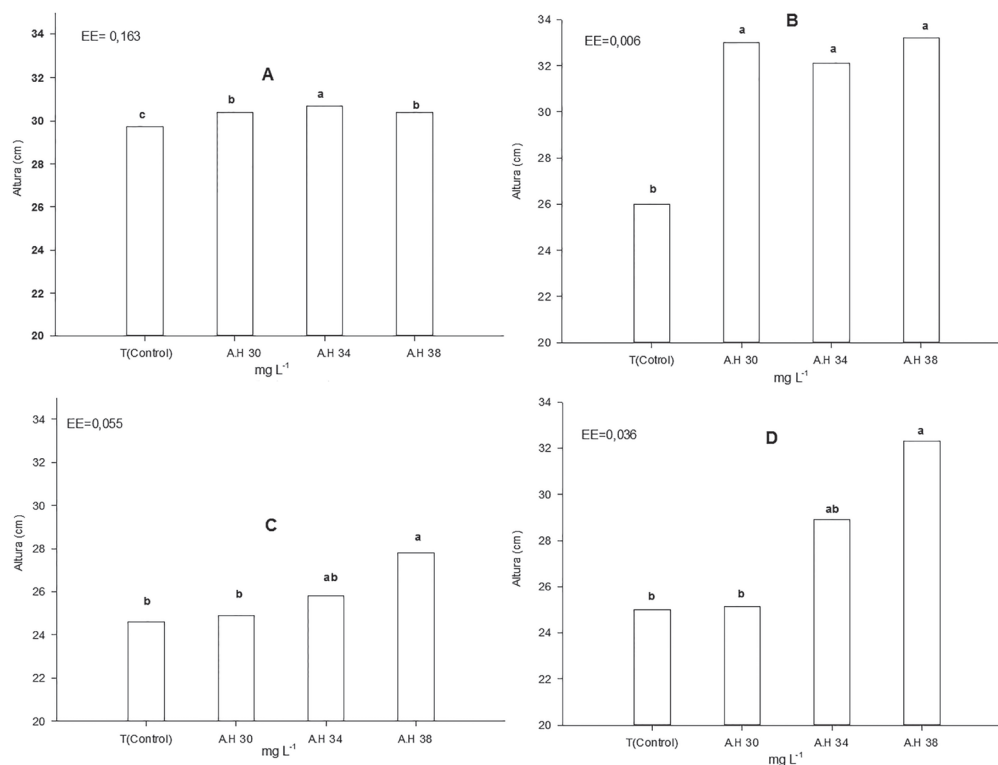 EE= 0,163
A
34
32
30
28
26
24
22
20
Altura (cm)
c
b
a
b
T(Control)
A.H 30
A.H 34
A.H 38
mg L-1
EE=0,006
B
34
32
30
28
26
24
22
20
Altura (cm)
b
a
a
a
T(Cotrol)
A.H 30
A.H 34
A.H 38
mg L-1
EE=0,055
C
34
32
30
28
26
24
22
20
Altura (cm)
b
b
ab
a
T(Control)
A.H 30
A.H 34
A.H 38
mg L-1
EE=0,036
D
34
32
30
28
26
24
22
20
Altura (cm)
b
b
ab
a
T(Control)
A.H 30
A.H 34
A.H 38
mg L-1